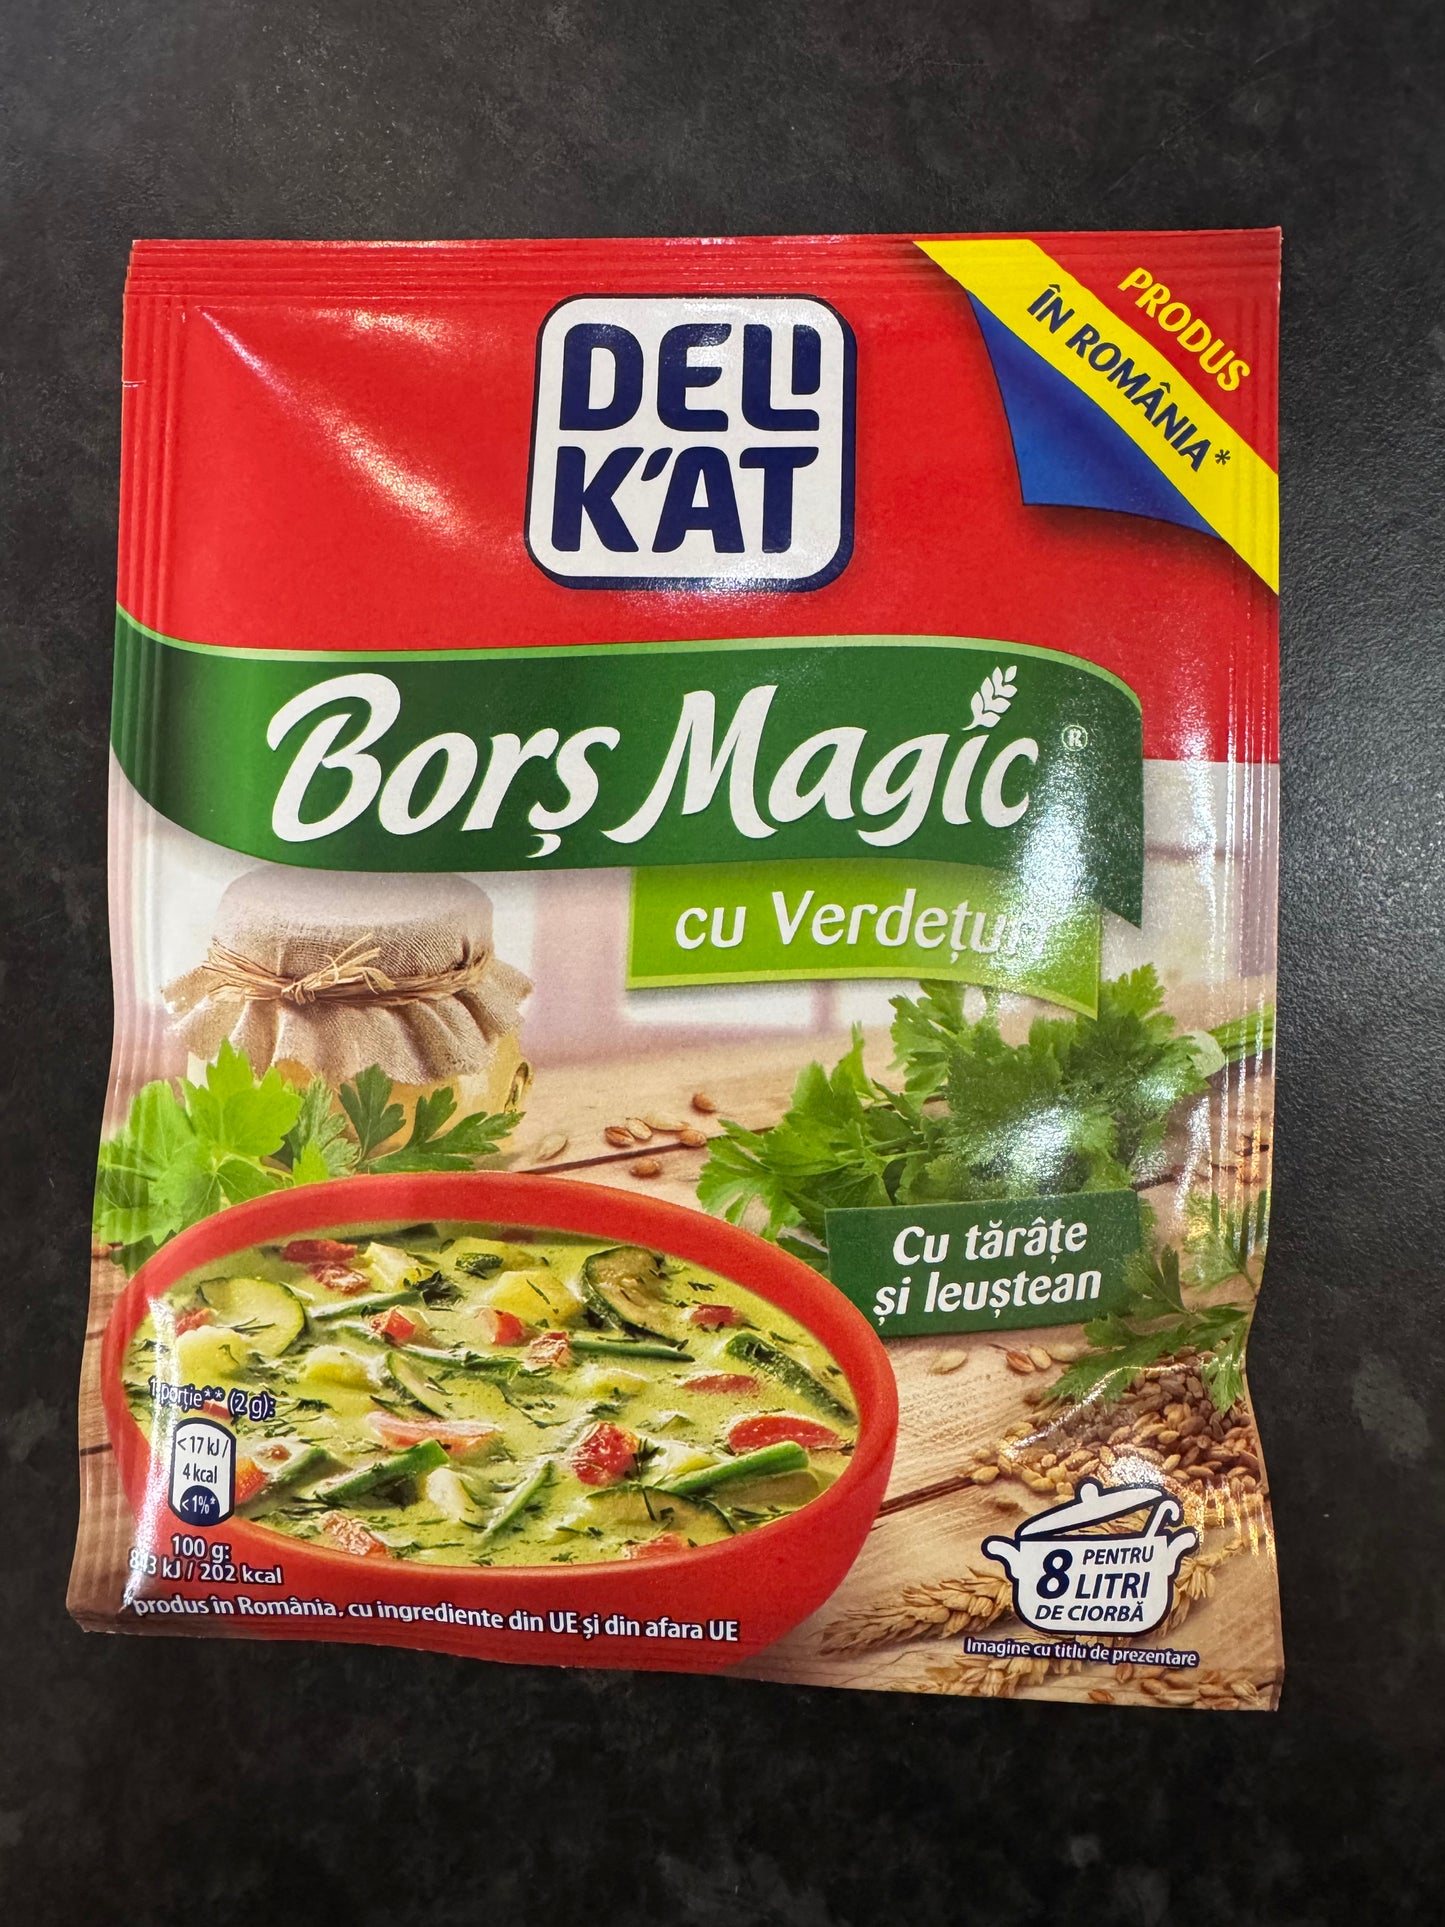 DELI
K'AT
PRODUS
ÎN ROMÂNIA*
Borș Magic ®
cu
Cu tărâțe
și leuștean
1 porție** (2 g):
<17 kJ/
4 kcal
<1%*
100 g:
843 kJ / 202 kcal
*produs în România, cu ingrediente din UE și din afara UE
8 PENTRU
LITRI
DE CIORBĂ
Imagine cu titlu de prezentare